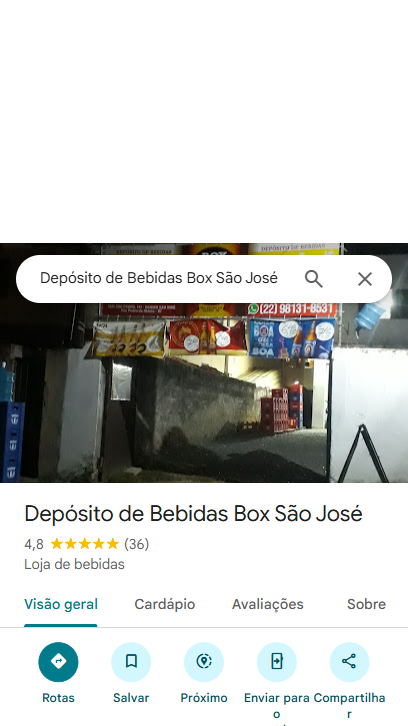 DEPÓSITO DE BEBIDAS
BOX
Depósito de Bebidas Box São José
(22) 98131-8531
BOA
BOA
Depósito de Bebidas Box São José
4,8 (36)
Loja de bebidas
Visão geral
Cardápio
Avaliações
Sobre
Rotas
Salvar
Próximo
Enviar para o
Compartilhar